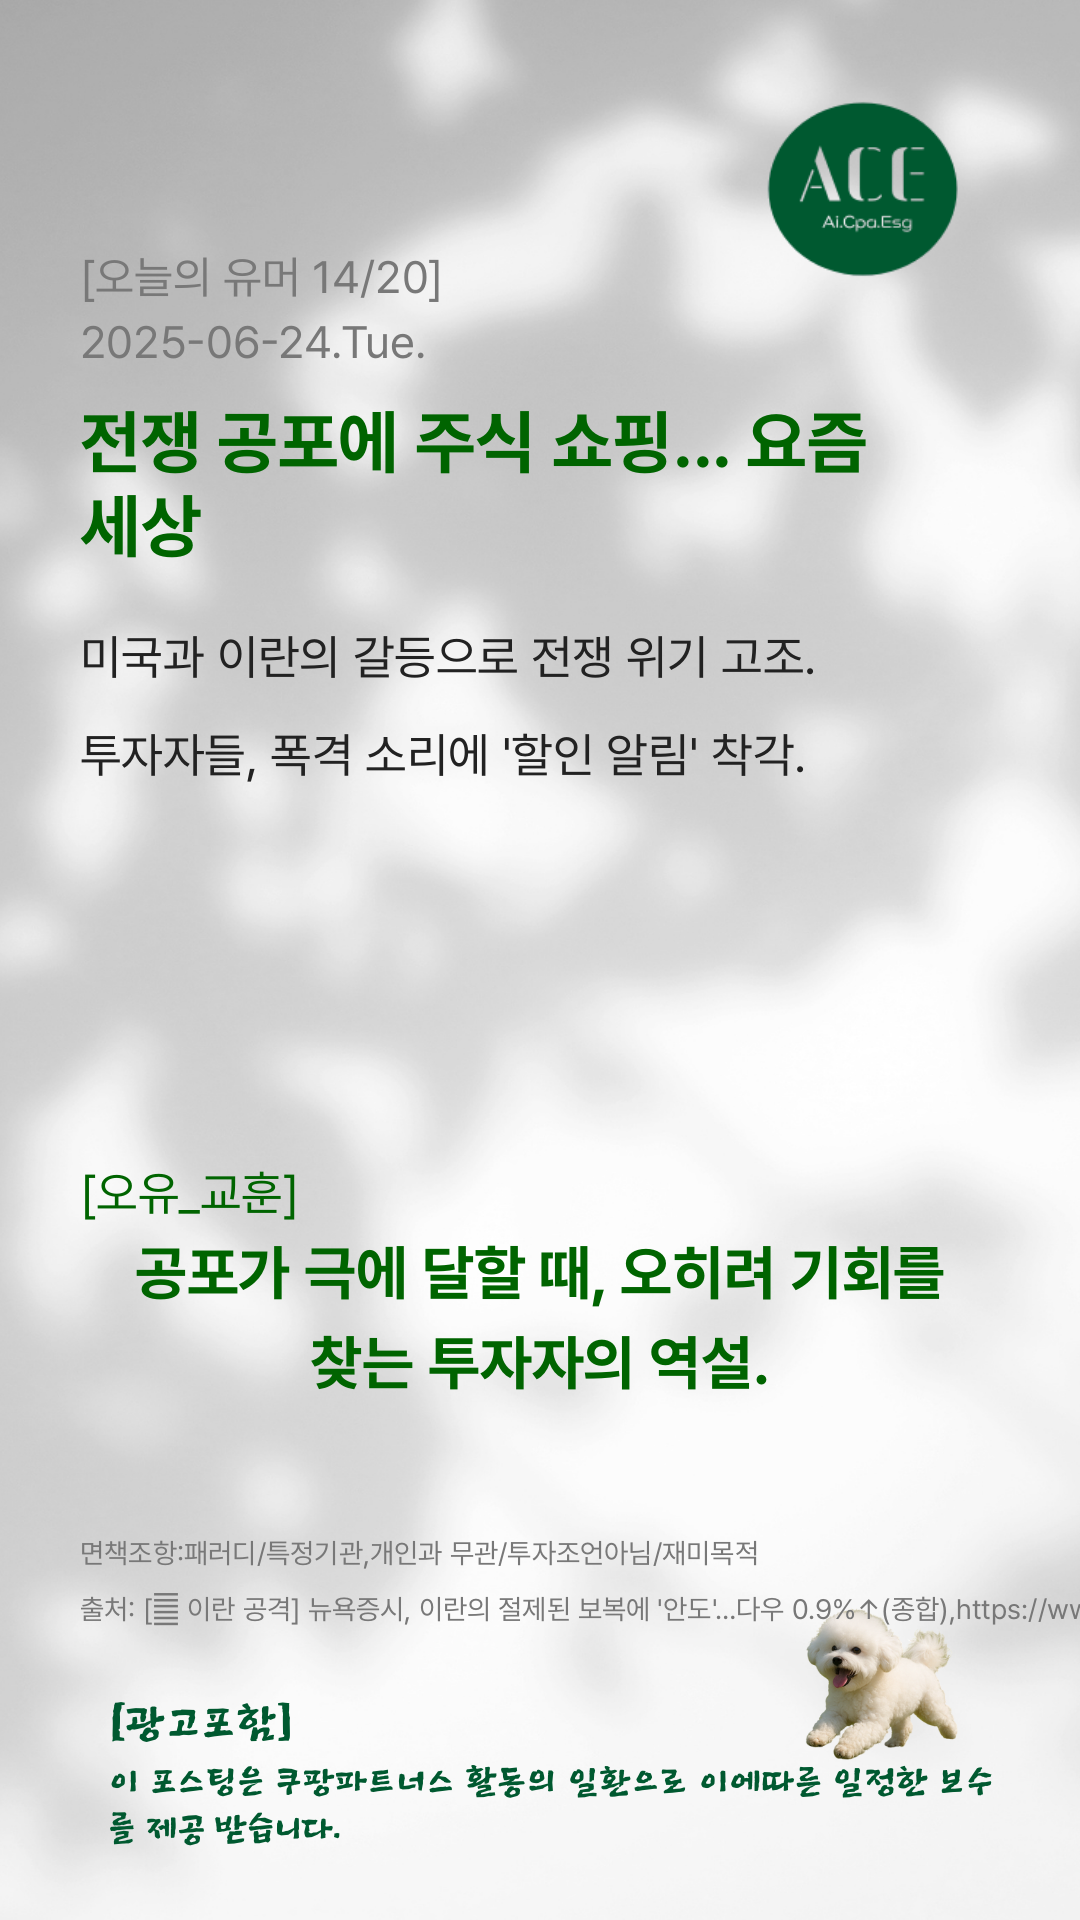 ACE
Ai.Cpa.Esg
[오늘의 유머 14/20]
2025-06-24.Tue.
전쟁 공포에 주식 쇼핑... 요즘
세상
미국과 이란의 갈등으로 전쟁 위기 고조.
투자자들, 폭격 소리에 '할인 알림' 착각.
[오유_교훈]
공포가 극에 달할 때, 오히려 기회를
찾는 투자자의 역설.
면책조항:패러디/특정기관,개인과 무관/투자조언아님/재미목적
출처: [ 이란 공격] 뉴욕증시, 이란의 절제된 보복에 '안도'…다우 0.9%↑(종합),https://
[광고포함]
이 포스팅은 쿠팡파트너스 활동의 일환으로 이에따른 일정한 보수
를 제공 받습니다.